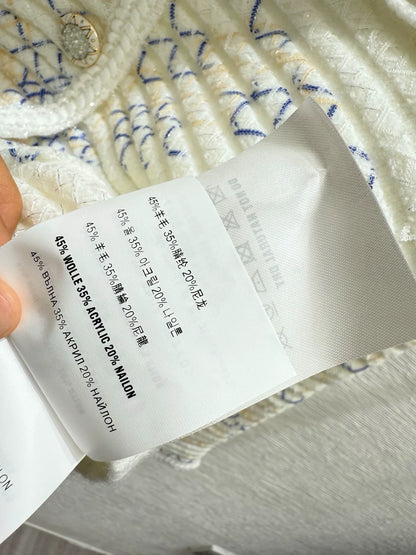 45%羊毛 35%腈纶 20%尼龙
45% 울 35% 아크릴 20% 나일론
45% 羊毛 35%腈綸 20%尼龍
45% WOLLE 35% ACRYLIC 20% NAILON
45% ВЪЛНА 35% АКРИЛ 20% НАЙЛОН
LON